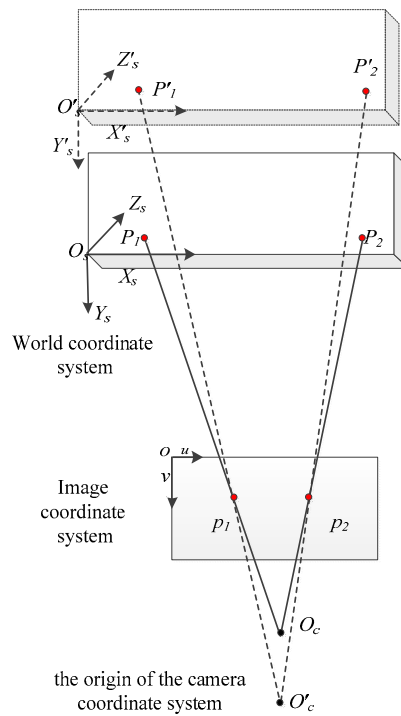 Z's
P'1
P'2
O's
X's
Y's
Zs
P1
P2
Os
Xs
Ys
World coordinate
system
o u
v
Image
coordinate
system
p1
p2
Oc
the origin of the camera
coordinate system
O'c